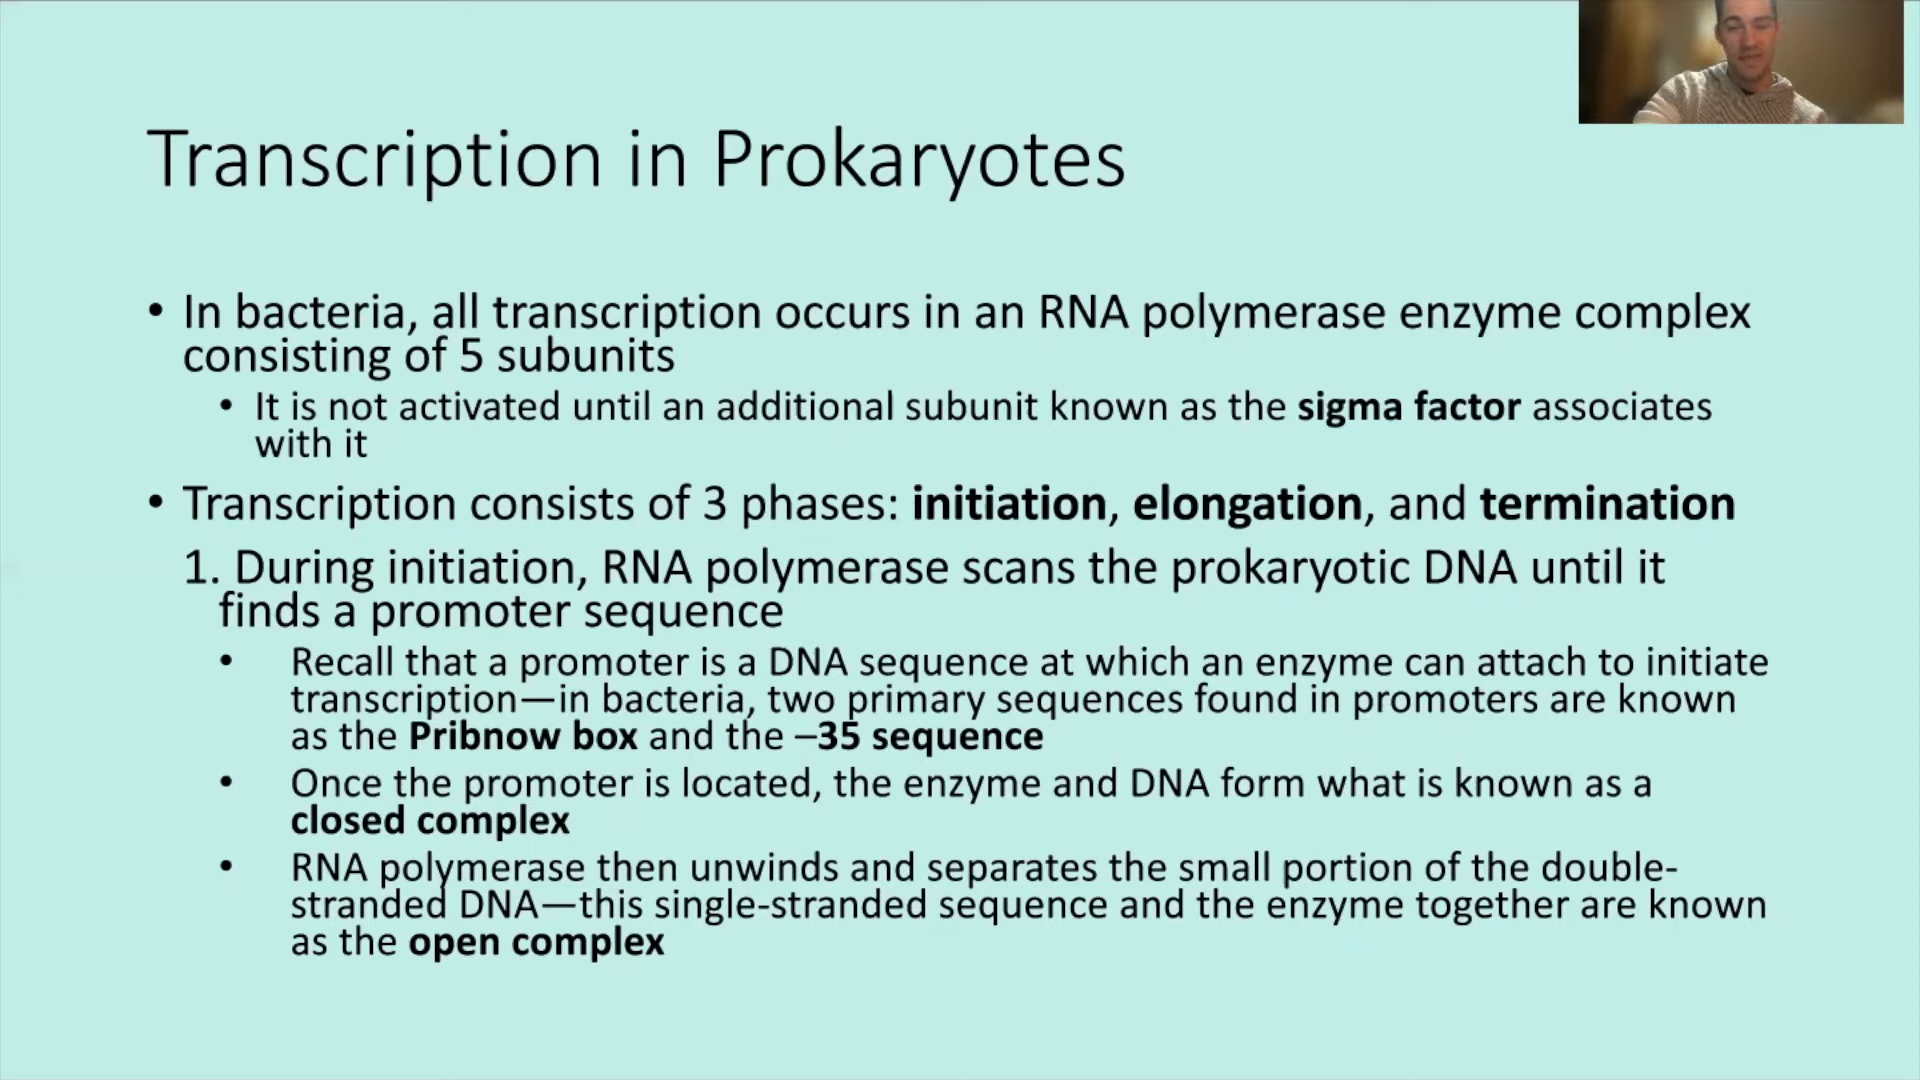 Transcription in Prokaryotes
• In bacteria, all transcription occurs in an RNA polymerase enzyme complex
consisting of 5 subunits
• It is not activated until an additional subunit known as the sigma factor associates
with it
• Transcription consists of 3 phases: initiation, elongation, and termination
1. During initiation, RNA polymerase scans the prokaryotic DNA until it
finds a promoter sequence
• Recall that a promoter is a DNA sequence at which an enzyme can attach to initiate
transcription—in bacteria, two primary sequences found in promoters are known
as the Pribnow box and the –35 sequence
• Once the promoter is located, the enzyme and DNA form what is known as a
closed complex
• RNA polymerase then unwinds and separates the small portion of the double-
stranded DNA—this single-stranded sequence and the enzyme together are known
as the open complex